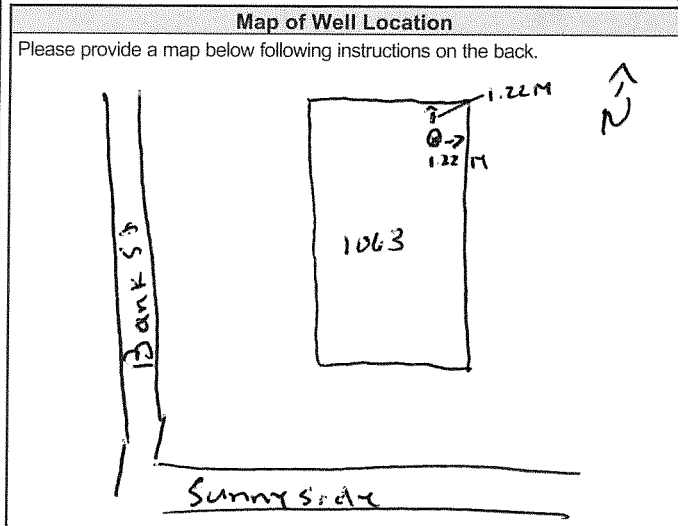 Map of Well Location
Please provide a map below following instructions on the back.
1.22 M
N
1.22 M
1063
Bank St
Sunnyside